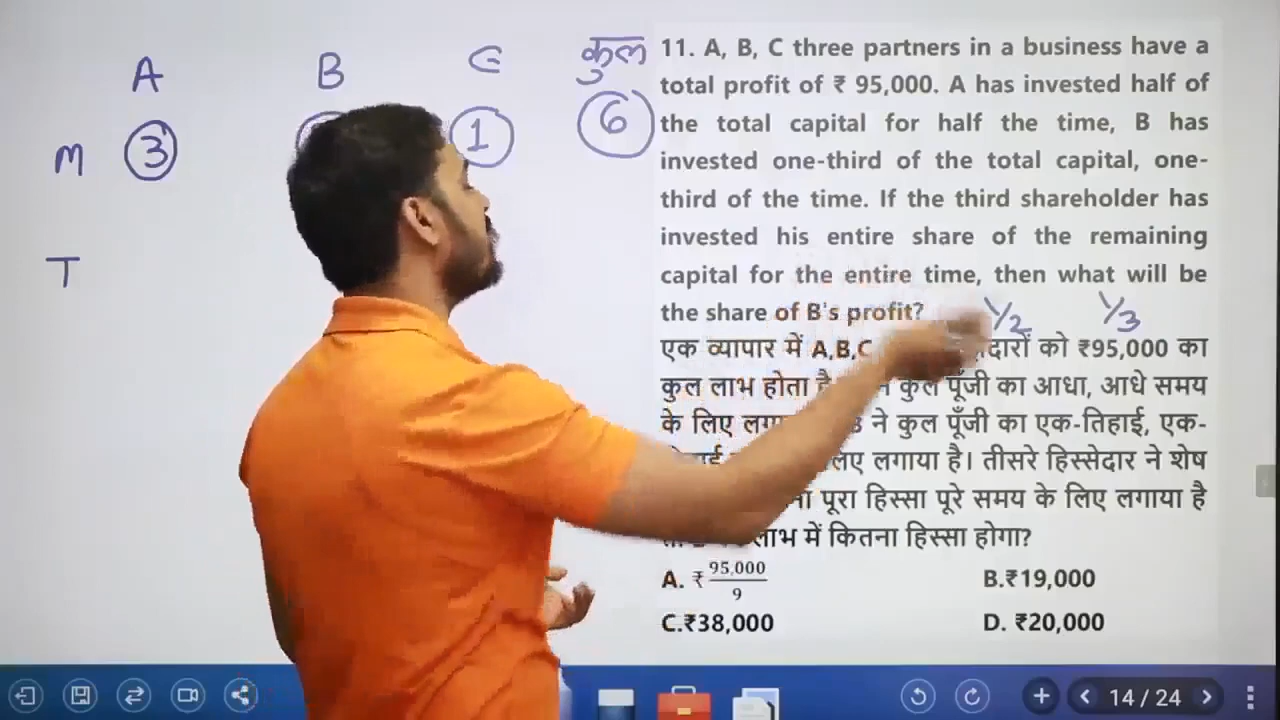 A B C कुल
M 3 1 6
T
11. A, B, C three partners in a business have a
total profit of ₹ 95,000. A has invested half of
the total capital for half the time, B has
invested one-third of the total capital, one-
third of the time. If the third shareholder has
invested his entire share of the remaining
capital for the entire time, then what will be
the share of B's profit?
1/2 1/3
एक व्यापार में A,B,C को ₹95,000 का
कुल लाभ होता कुल पूँजी का आधा, आधे समय
के लिए ने कुल पूँजी का एक-तिहाई, एक-
लगाया है। तीसरे हिस्सेदार ने शेष
पूरा हिस्सा पूरे समय के लिए लगाया है
लाभ में कितना हिस्सा होगा?
A. ₹ 95,000/9 B.₹19,000
C.₹38,000 D. ₹20,000
14 / 24